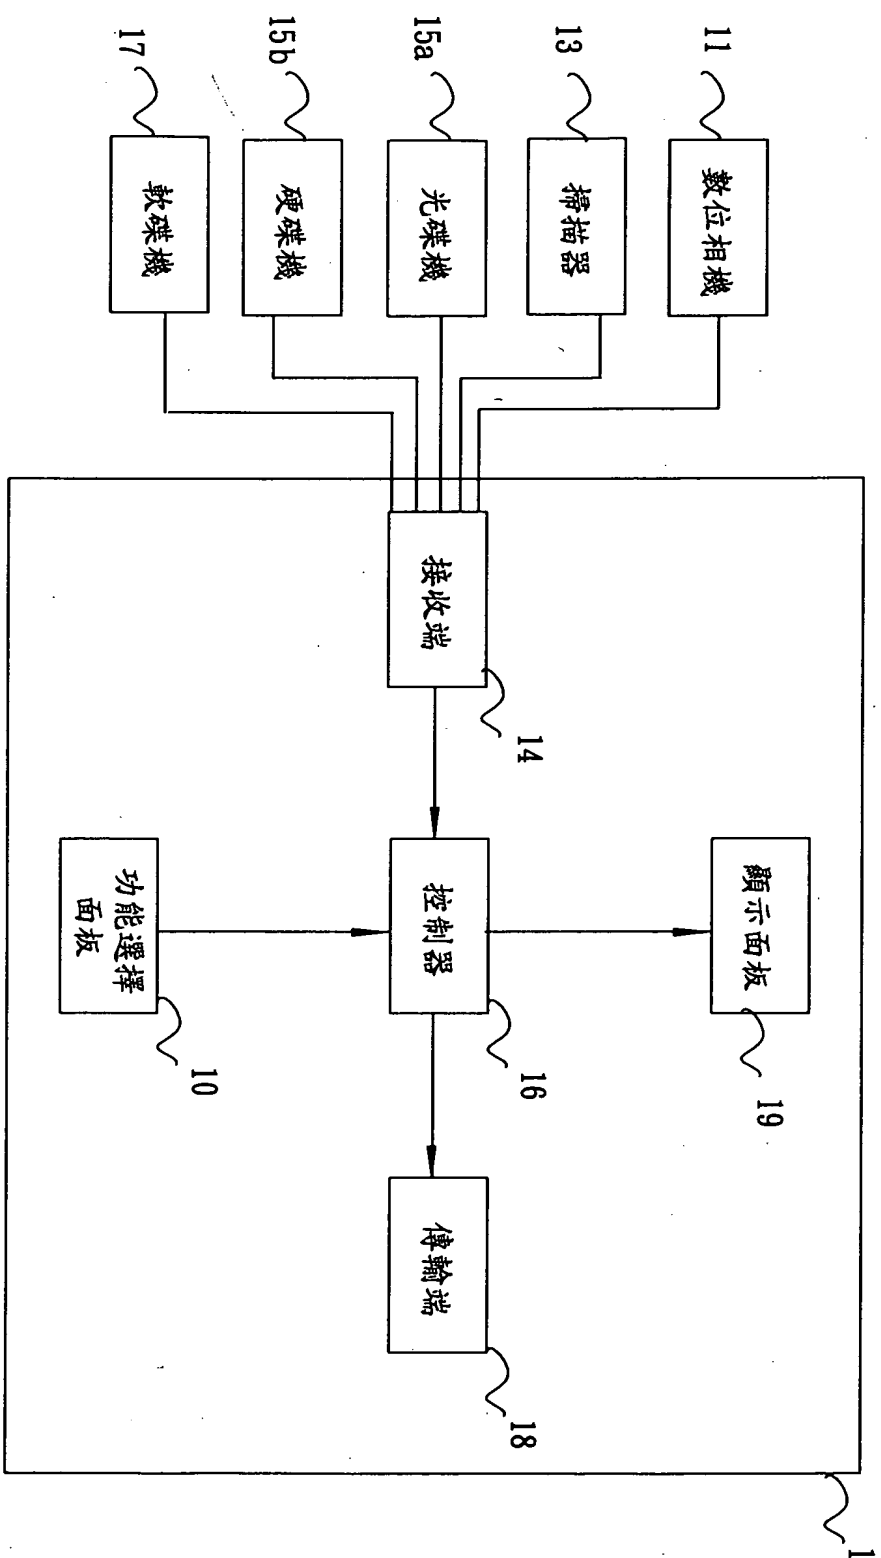 11
數位相機
13
掃描器
15a
光碟機
15b
硬碟機
17
軟碟機
接收端
14
顯示面板
19
控制器
16
功能選擇
面板
10
傳輸端
18
1